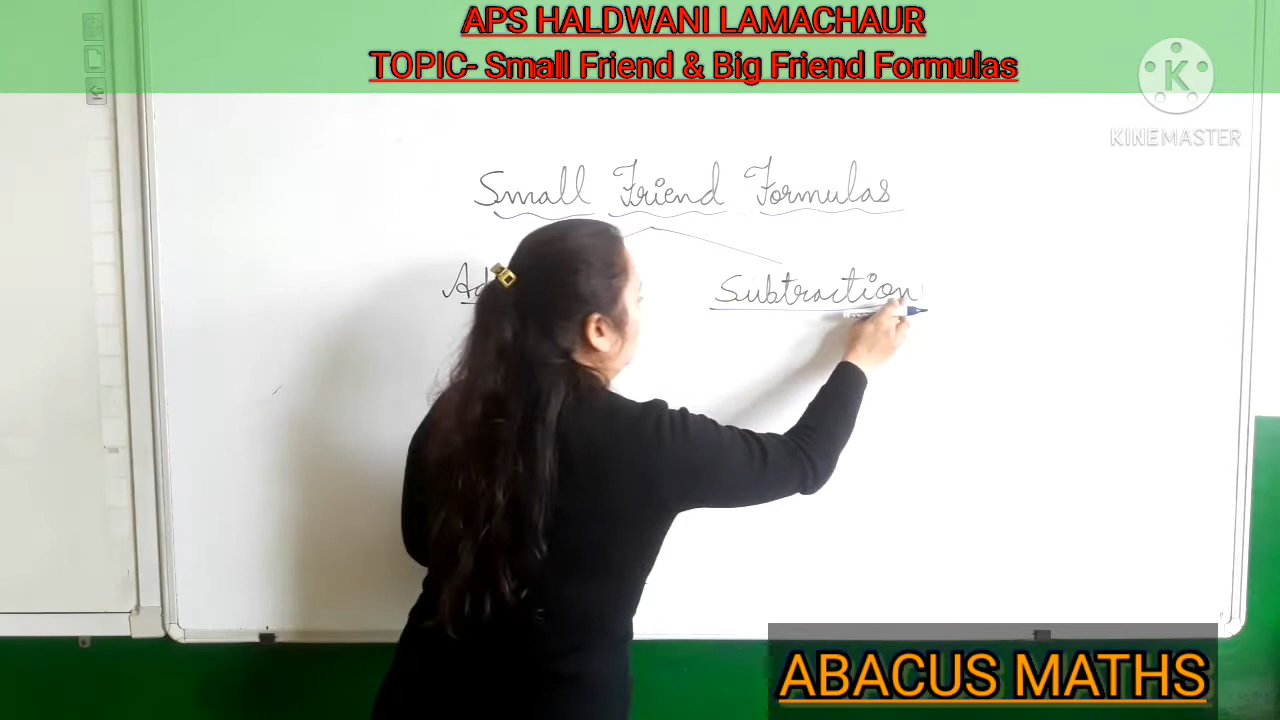 APS HALDWANI LAMACHAUR
TOPIC- Small Friend & Big Friend Formulas
K
KINEMASTER
Small Friend Formulas
Subtraction
ABACUS MATHS